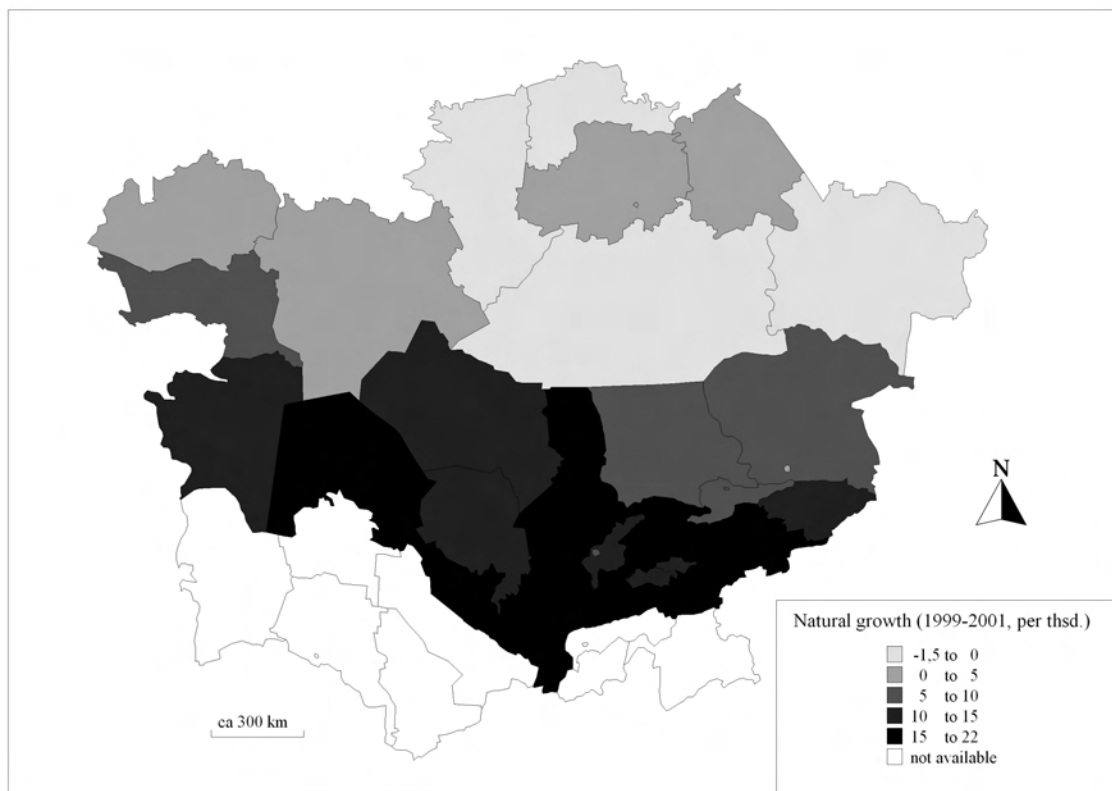 N
Natural growth (1999-2001, per thsd.)
-1,5 to 0
0 to 5
5 to 10
10 to 15
15 to 22
not available
ca 300 km